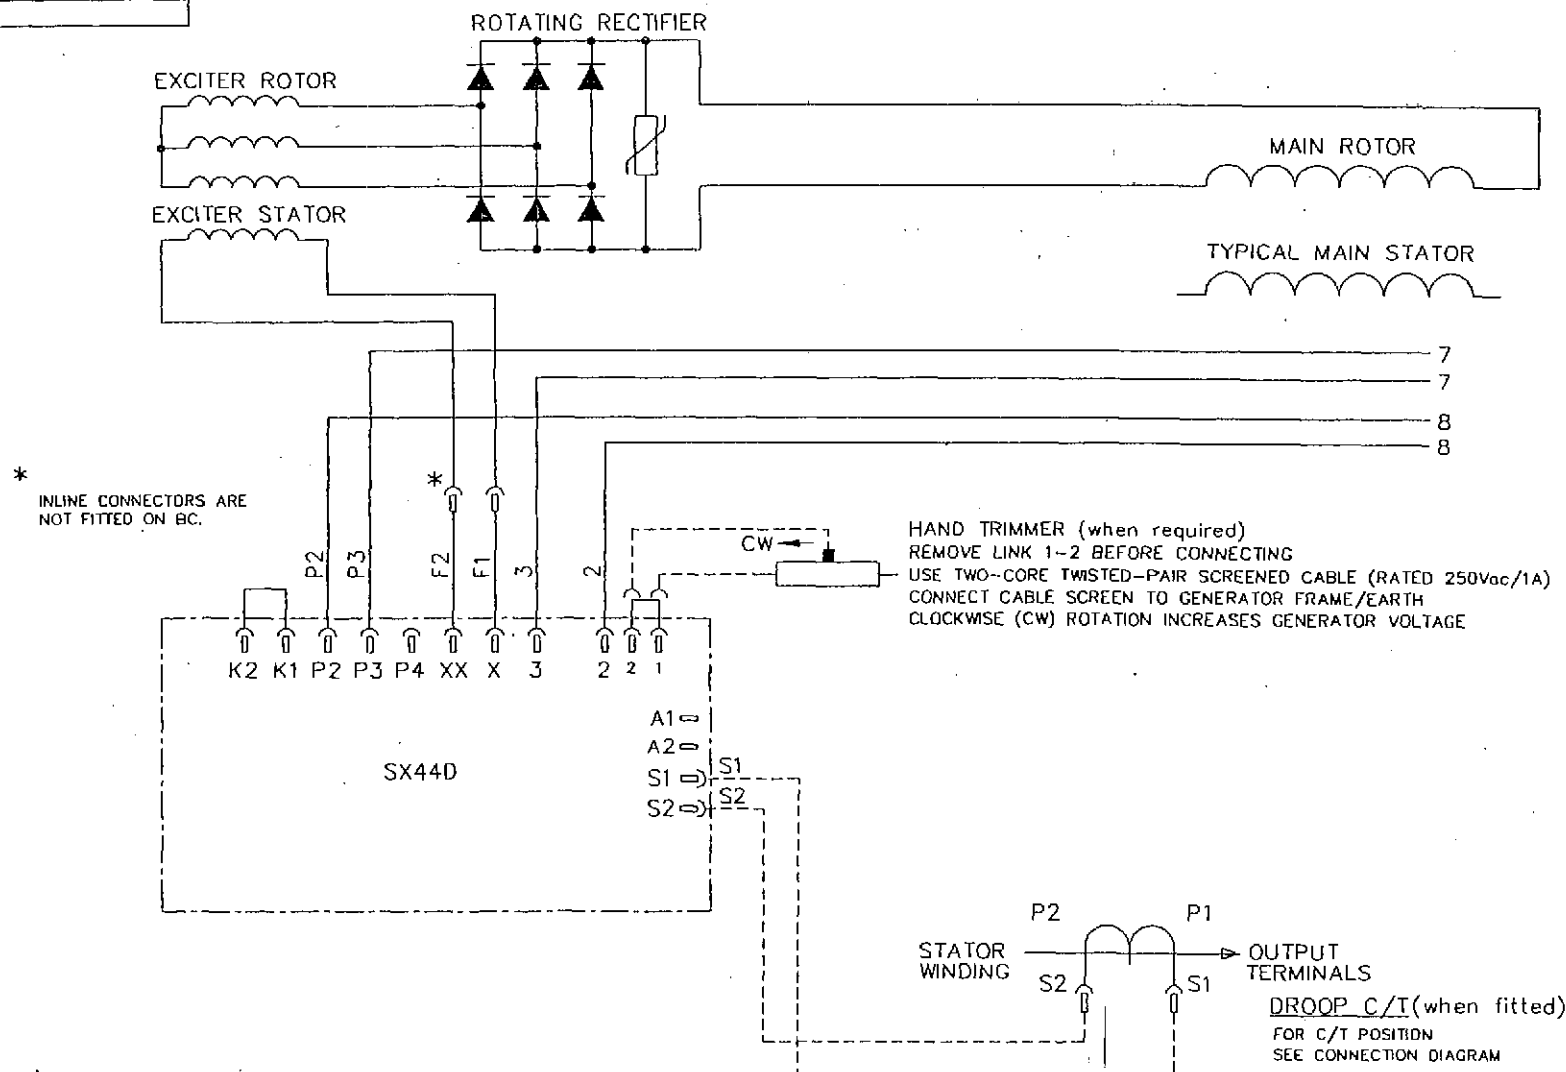 ROTATING RECTIFIER
EXCITER ROTOR
MAIN ROTOR
EXCITER STATOR
TYPICAL MAIN STATOR
7
7
8
8
*
INLINE CONNECTORS ARE
NOT FITTED ON BC.
*
P2
P3
F2
F1
3
2
CW
HAND TRIMMER (when required)
REMOVE LINK 1-2 BEFORE CONNECTING
USE TWO-CORE TWISTED-PAIR SCREENED CABLE (RATED 250Vac/1A)
CONNECT CABLE SCREEN TO GENERATOR FRAME/EARTH
CLOCKWISE (CW) ROTATION INCREASES GENERATOR VOLTAGE
K2 K1 P2 P3 P4 XX X 3 2 2 1
A1
A2
SX440
S1 S1
S2 S2
P2 P1
STATOR
WINDING
OUTPUT
TERMINALS
S2 S1
DROOP C/T (when fitted)
FOR C/T POSITION
SEE CONNECTION DIAGRAM